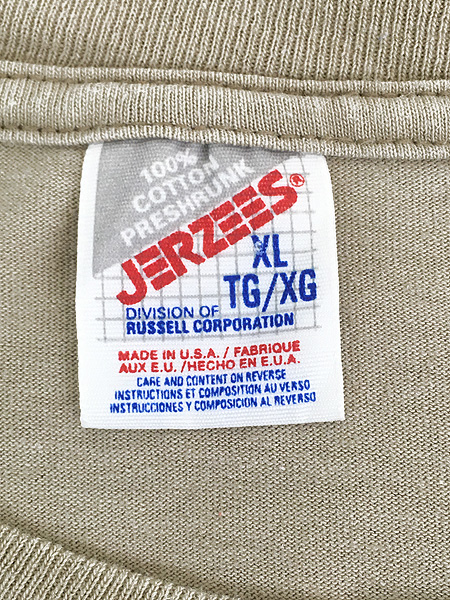 100%
COTTON
PRESHRUNK
JERZEES
XL
TG/XG
DIVISION OF
RUSSELL CORPORATION
MADE IN U.S.A. / FABRIQUE
AUX E.U. /HECHO EN E.U.A.
CARE AND CONTENT ON REVERSE
INSTRUCTIONS ET COMPOSITION AU VERSO
INSTRUCCIONES Y COMPOSICION AL REVERSO